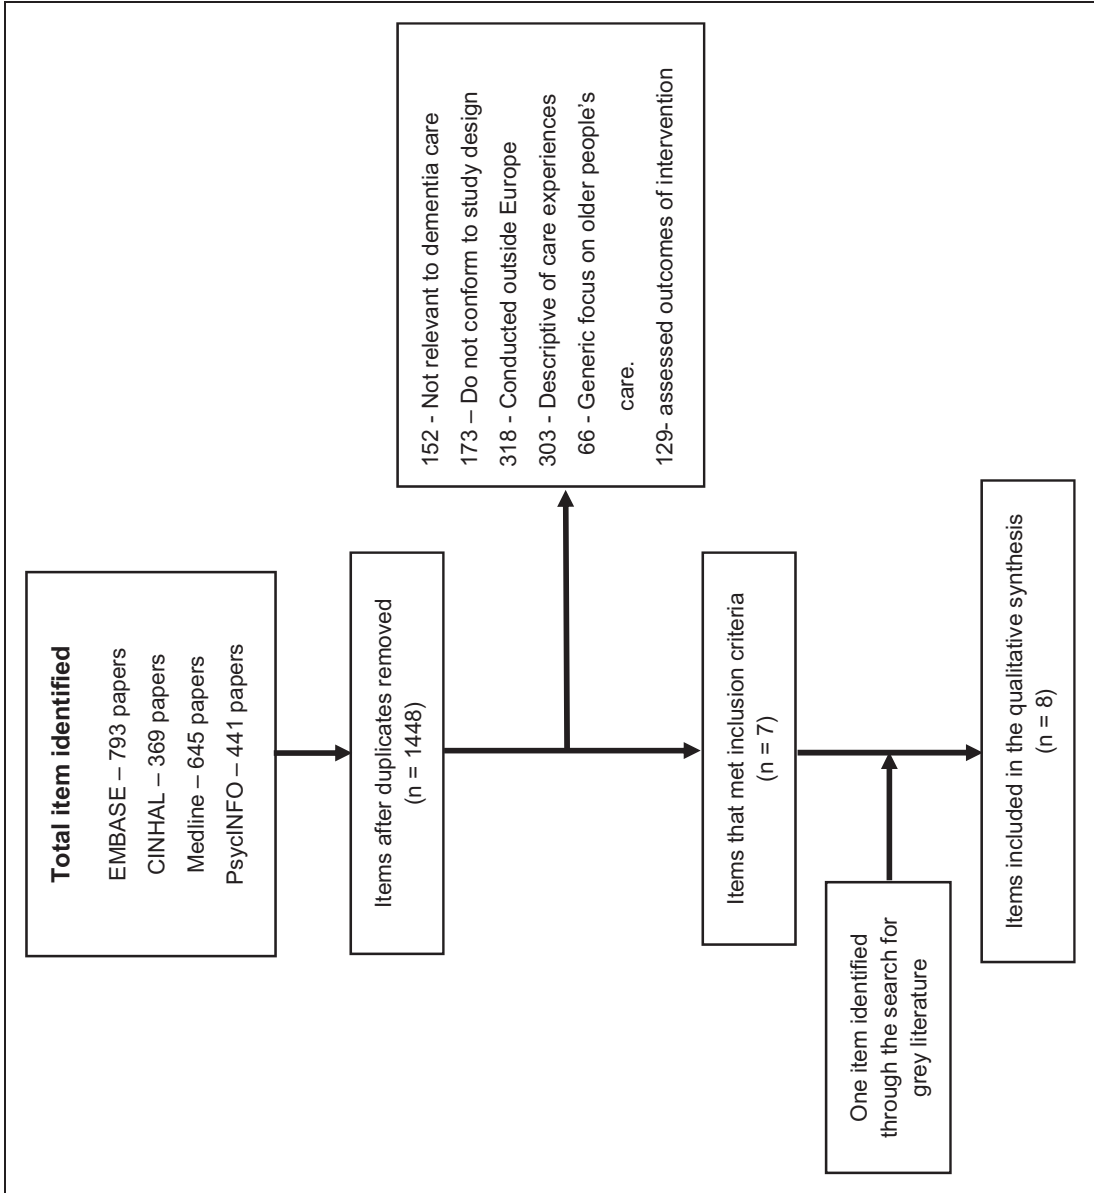 Total item identified
EMBASE – 793 papers
CINHAL – 369 papers
Medline – 645 papers
PsycINFO – 441 papers
Items after duplicates removed
(n = 1448)
152 - Not relevant to dementia care
173 – Do not conform to study design
318 - Conducted outside Europe
303 - Descriptive of care experiences
66 - Generic focus on older people's
care.
129- assessed outcomes of intervention
Items that met inclusion criteria
(n = 7)
One item identified
through the search for
grey literature
Items included in the qualitative synthesis
(n = 8)